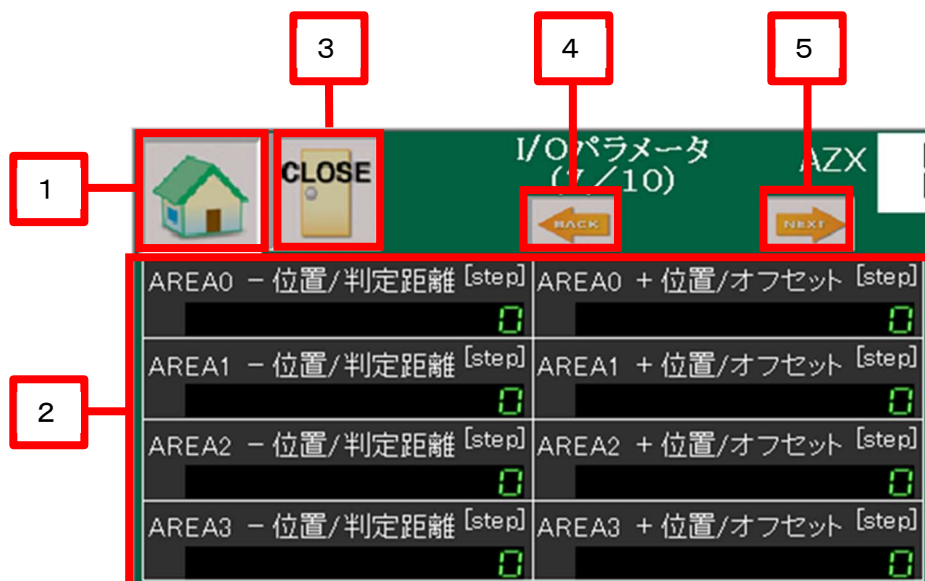 3
4
5
1
CLOSE
I/Oパラメータ
(7/10)
AZX
BACK
NEXT
2
AREA0 －位置/判定距離 [step]
AREA0 +位置/オフセット [step]
0
0
AREA1 －位置/判定距離 [step]
AREA1 +位置/オフセット [step]
0
0
AREA2 －位置/判定距離 [step]
AREA2 +位置/オフセット [step]
0
0
AREA3 －位置/判定距離 [step]
AREA3 +位置/オフセット [step]
0
0